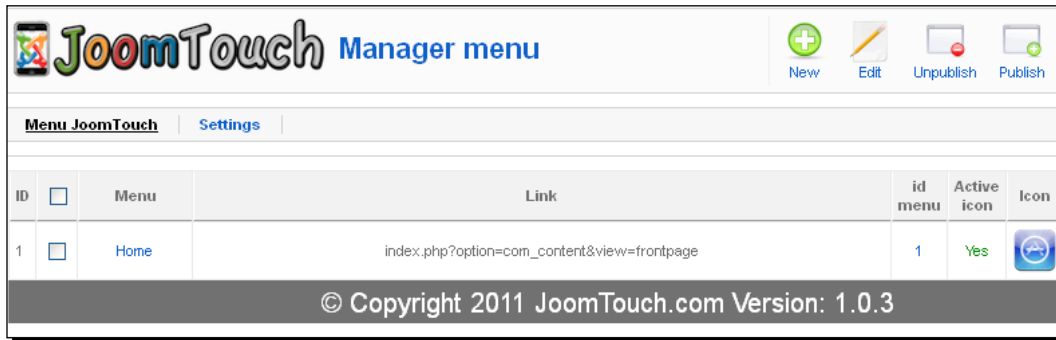 JoomTouch Manager menu
New Edit Unpublish Publish
Menu JoomTouch Settings
ID Menu Link id menu Active icon Icon
1 Home index.php?option=com_content&view=frontpage 1 Yes
© Copyright 2011 JoomTouch.com Version: 1.0.3